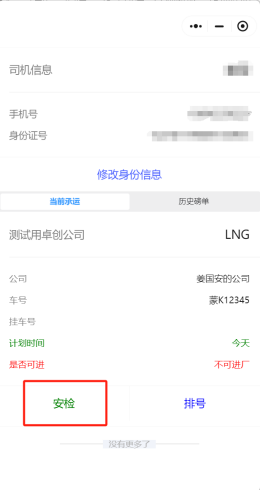 司机信息
手机号
身份证号
修改身份信息
当前承运 历史磅单
测试用卓创公司 LNG
公司 姜国安的公司
车号 蒙K12345
挂车号
计划时间 今天
是否可进 不可进厂
安检 排号
没有更多了